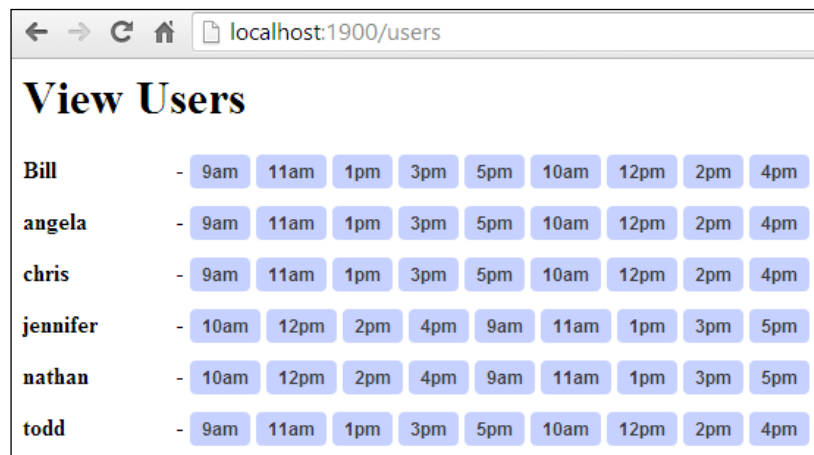 localhost:1900/users
View Users
Bill - 9am 11am 1pm 3pm 5pm 10am 12pm 2pm 4pm
angela - 9am 11am 1pm 3pm 5pm 10am 12pm 2pm 4pm
chris - 9am 11am 1pm 3pm 5pm 10am 12pm 2pm 4pm
jennifer - 10am 12pm 2pm 4pm 9am 11am 1pm 3pm 5pm
nathan - 10am 12pm 2pm 4pm 9am 11am 1pm 3pm 5pm
todd - 9am 11am 1pm 3pm 5pm 10am 12pm 2pm 4pm